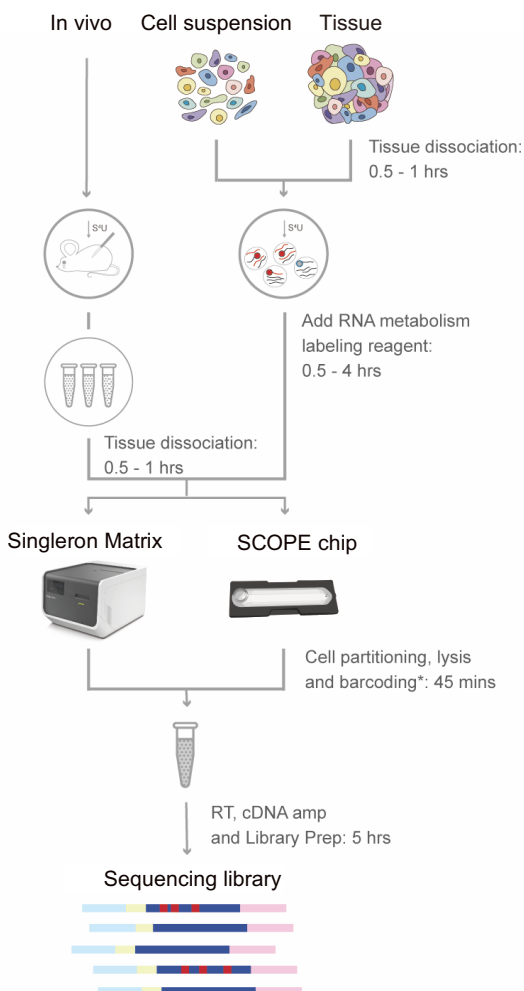 In vivo
Cell suspension
Tissue
Tissue dissociation:
0.5 - 1 hrs
S⁴U
S⁴U
Add RNA metabolism
labeling reagent:
0.5 - 4 hrs
Tissue dissociation:
0.5 - 1 hrs
Singleron Matrix
SCOPE chip
Cell partitioning, lysis
and barcoding*: 45 mins
RT, cDNA amp
and Library Prep: 5 hrs
Sequencing library